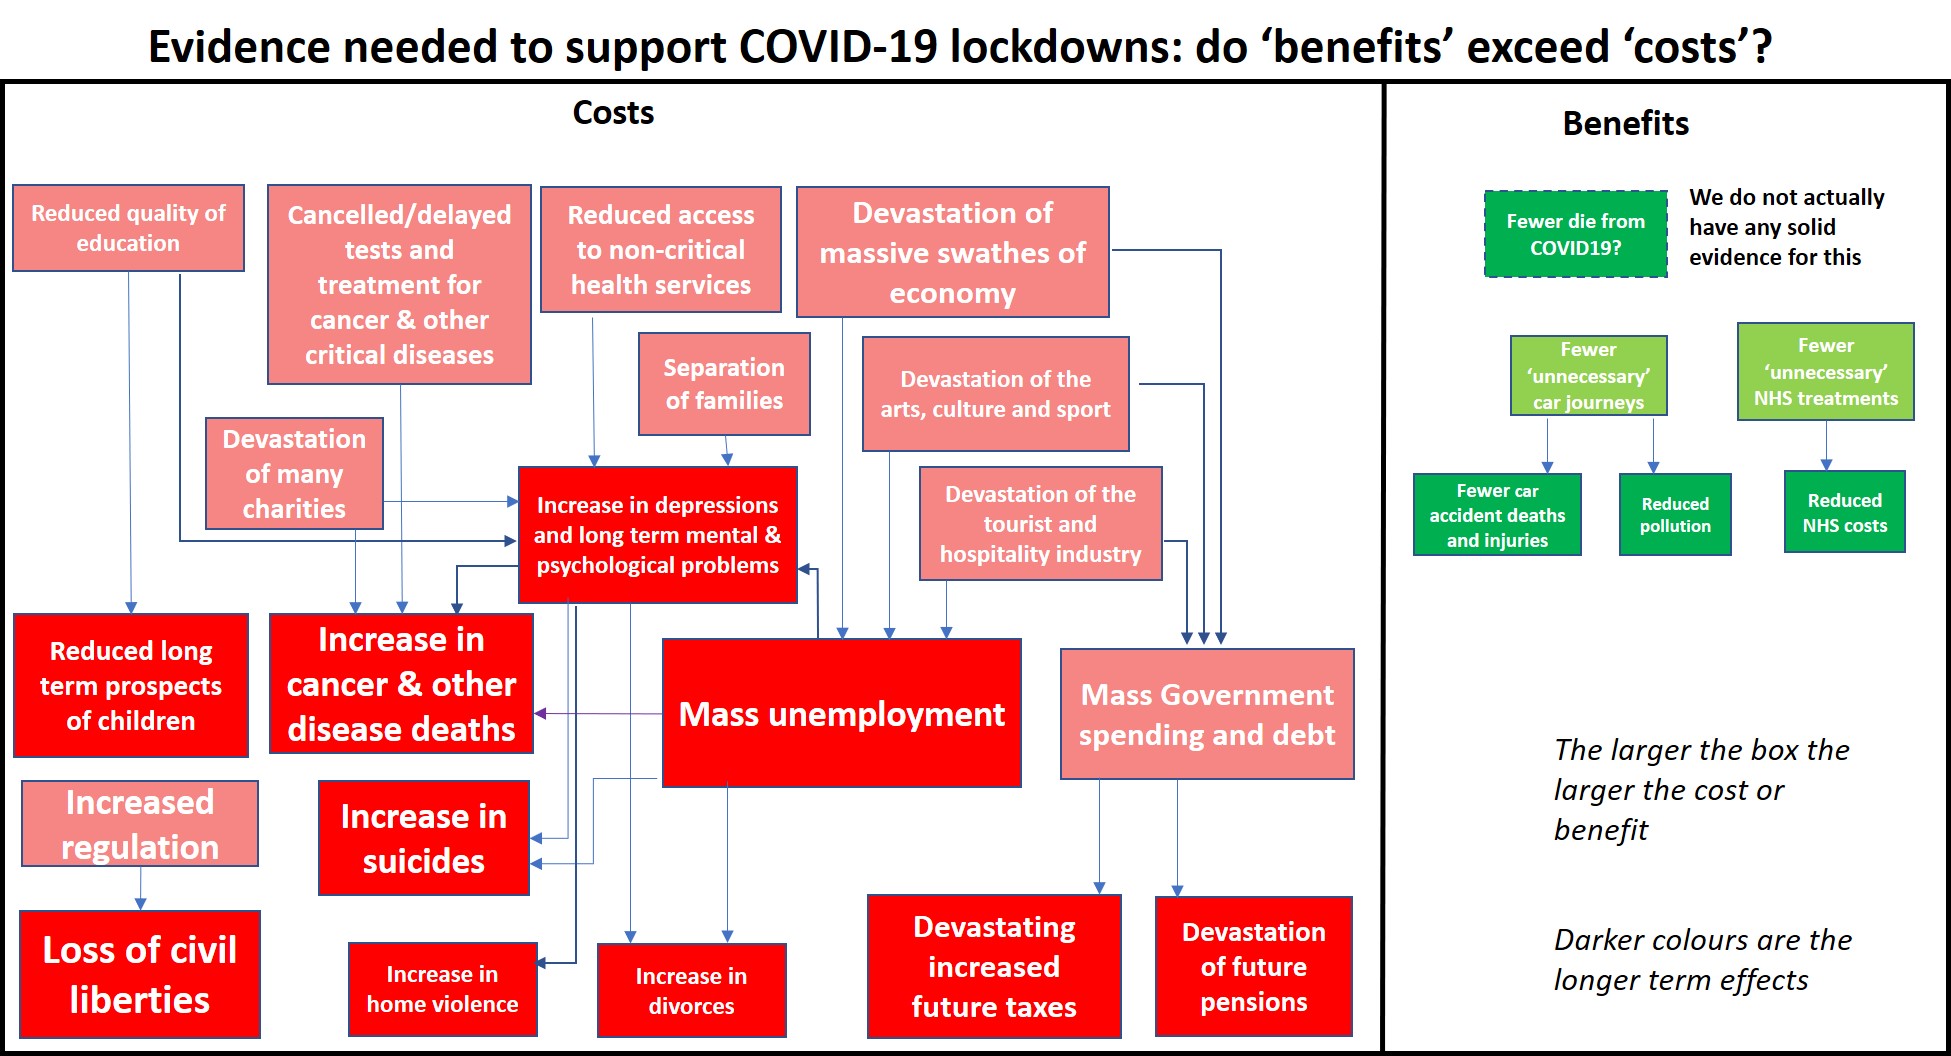 Evidence needed to support COVID-19 lockdowns: do ‘benefits’ exceed ‘costs’?
Costs
Reduced quality of
education
Cancelled/delayed
tests and
treatment for
cancer & other
critical diseases
Reduced access
to non-critical
health services
Devastation of
massive swathes of
economy
Separation
of families
Devastation of the
arts, culture and sport
Devastation
of many
charities
Increase in depressions
and long term mental &
psychological problems
Devastation of the
tourist and
hospitality industry
Reduced long
term prospects
of children
Increase in
cancer & other
disease deaths
Mass unemployment
Mass Government
spending and debt
Increased
regulation
Increase in
suicides
Loss of civil
liberties
Increase in
home violence
Increase in
divorces
Devastating
increased
future taxes
Devastation
of future
pensions
Benefits
Fewer die from
COVID19?
We do not actually
have any solid
evidence for this
Fewer
‘unnecessary’
car journeys
Fewer
‘unnecessary’
NHS treatments
Fewer car
accident deaths
and injuries
Reduced
pollution
Reduced
NHS costs
The larger the box the
larger the cost or
benefit
Darker colours are the
longer term effects